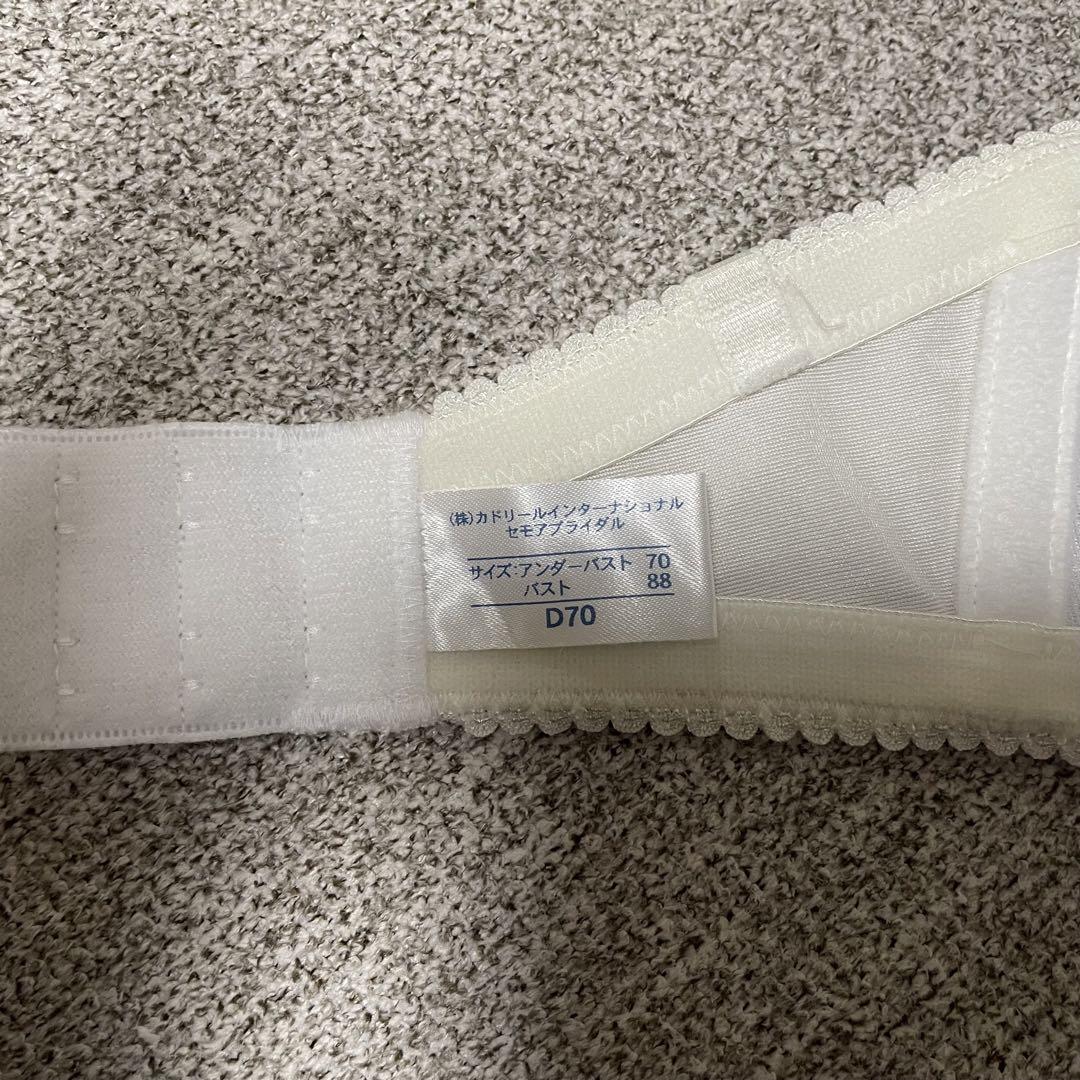 (株)カドリールインターナショナル
セモアブライダル
サイズ:アンダーバスト 70
バスト 88
D70